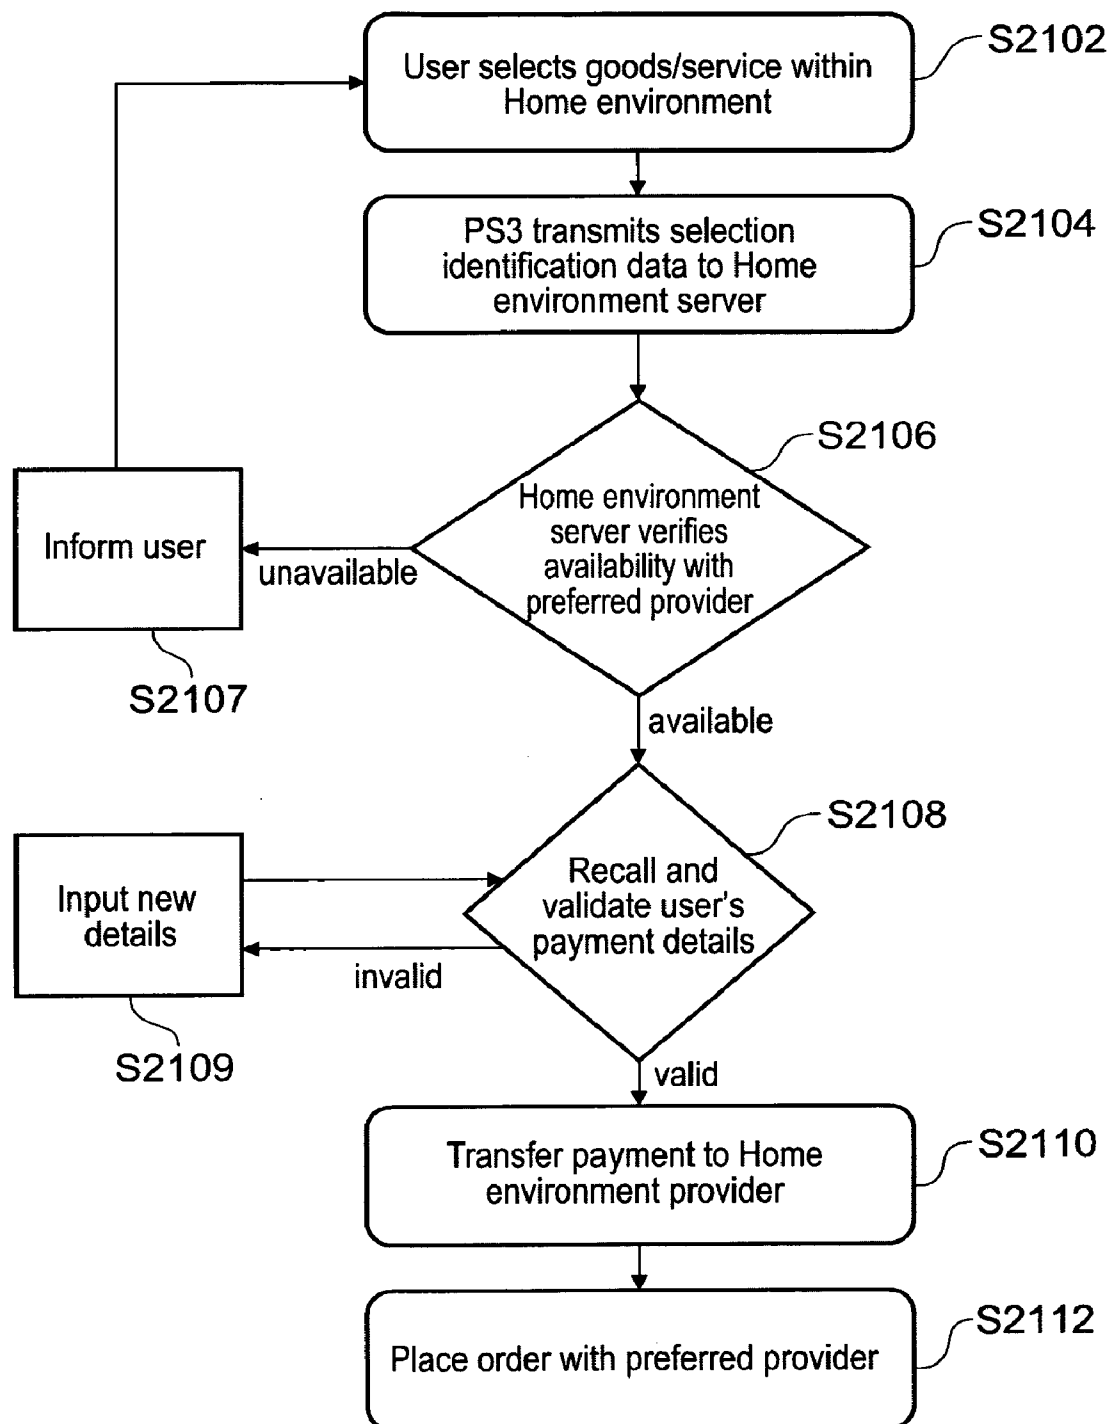 User selects goods/service within
Home environment
S2102
PS3 transmits selection
identification data to Home
environment server
S2104
Home environment
server verifies
availability with
preferred provider
S2106
unavailable
Inform user
S2107
available
Recall and
validate user's
payment details
S2108
Input new
details
invalid
S2109
valid
Transfer payment to Home
environment provider
S2110
Place order with preferred provider
S2112